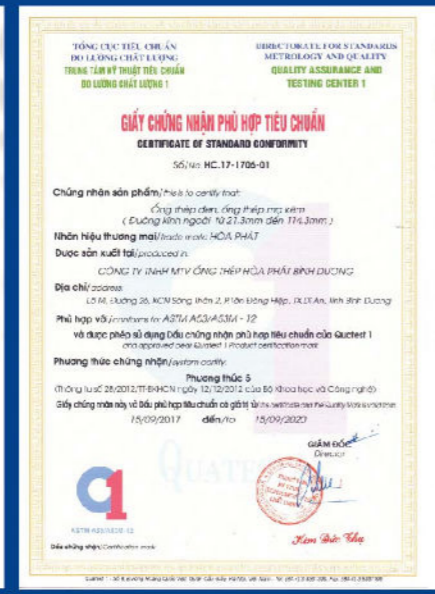 TỔNG CỤC TIÊU CHUẨN
ĐO LƯỜNG CHẤT LƯỢNG
TRUNG TÂM KỸ THUẬT TIÊU CHUẨN
ĐO LƯỜNG CHẤT LƯỢNG 1
DIRECTORATE FOR STANDARDS
METROLOGY AND QUALITY
QUALITY ASSURANCE AND
TESTING CENTER 1
GIẤY CHỨNG NHẬN PHÙ HỢP TIÊU CHUẨN
CERTIFICATE OF STANDARD CONFORMITY
Số/No: HC.17-1706-01
Chứng nhận sản phẩm/this is to certify that:
Ống thép đen, ống thép mạ kẽm
( Đường kính ngoài từ 21.3mm đến 114.3mm )
Nhãn hiệu thương mại/trade mark: HÒA PHÁT
Được sản xuất tại/produced in:
CÔNG TY TNHH MTV ỐNG THÉP HÒA PHÁT BÌNH DƯƠNG
Địa chỉ/address:
Lô M, Đường 26, KCN Sóng Thần 2, P.Tân Đông Hiệp, TX.Dĩ An, tỉnh Bình Dương
Phù hợp với/conforms to: ASTM A53/A53M - 12
và được phép sử dụng Dấu chứng nhận phù hợp tiêu chuẩn của Quatest 1
and approved bear Quatest 1 Product certification mark
Phương thức chứng nhận/system certify:
Phương thức 5
(Thông tư số 28/2012/TT-BKHCN ngày 12/12/2012 của Bộ Khoa học và Công nghệ)
Giấy chứng nhận này và Dấu phù hợp tiêu chuẩn có giá trị từ
15/09/2017 đến/to 15/09/2020
GIÁM ĐỐC
Director
QUATEST 1
ASTM A53/A53M-12
Dấu chứng nhận/Certification mark